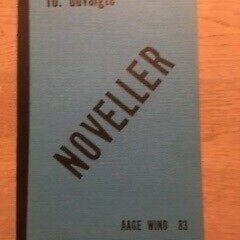 10. udvalgte
NOVELLER
AAGE WIND 83